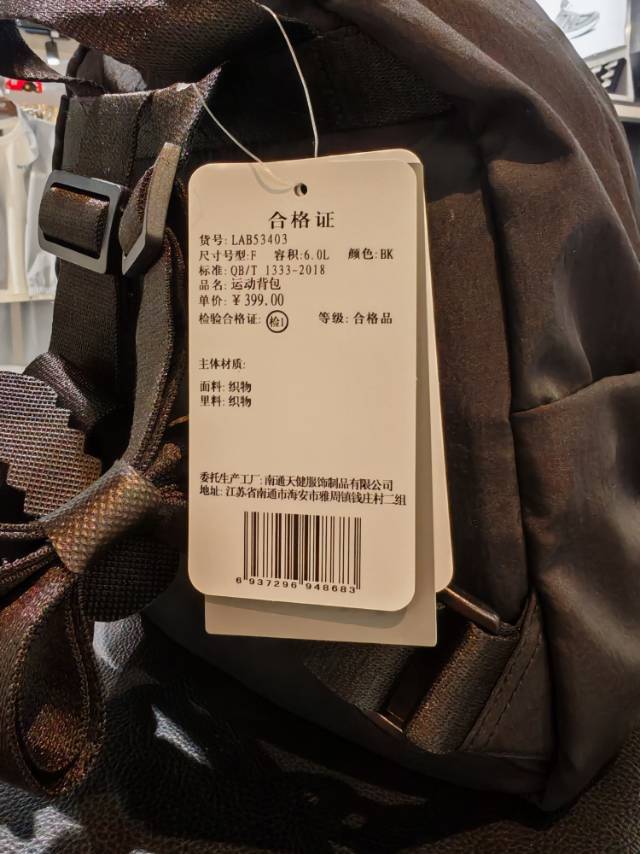 合格证
货号: LAB53403
尺寸号型:F 容积:6.0L 颜色:BK
标准: QB/T 1333-2018
品名: 运动背包
单价: ¥399.00
检验合格证: 检1 等级: 合格品
主体材质:
面料: 织物
里料: 织物
委托生产工厂: 南通天健服饰制品有限公司
地址: 江苏省南通市海安市雅周镇钱庄村二组
6 937296 948683